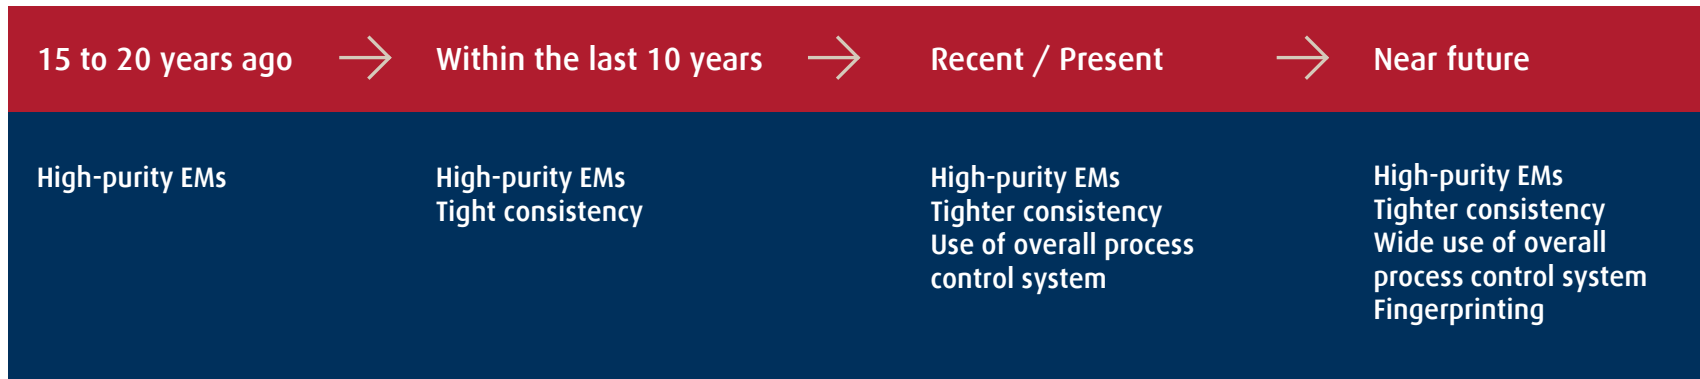 15 to 20 years ago → Within the last 10 years → Recent / Present → Near future
High-purity EMs
High-purity EMs
Tight consistency
High-purity EMs
Tighter consistency
Use of overall process
control system
High-purity EMs
Tighter consistency
Wide use of overall
process control system
Fingerprinting